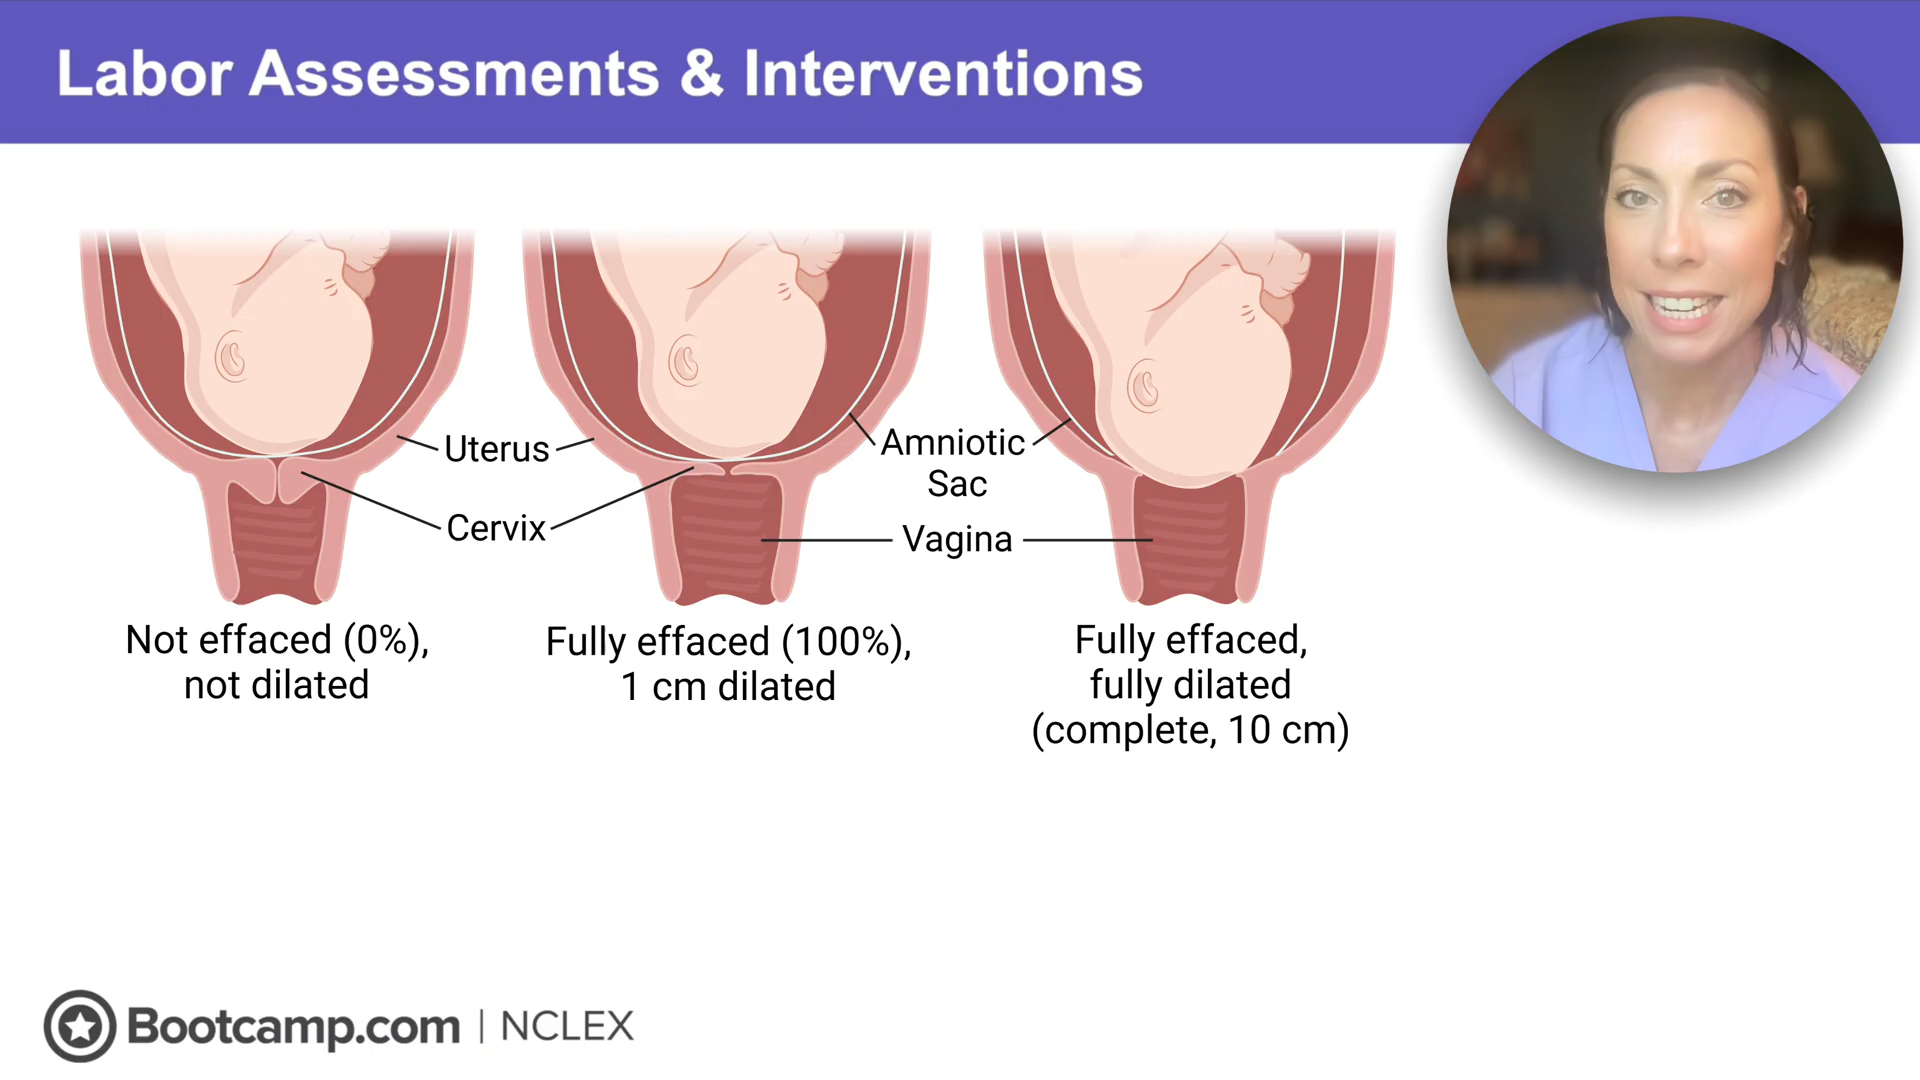 Labor Assessments & Interventions
Uterus
Cervix
Amniotic
Sac
Vagina
Not effaced (0%),
not dilated
Fully effaced (100%),
1 cm dilated
Fully effaced,
fully dilated
(complete, 10 cm)
Bootcamp.com | NCLEX